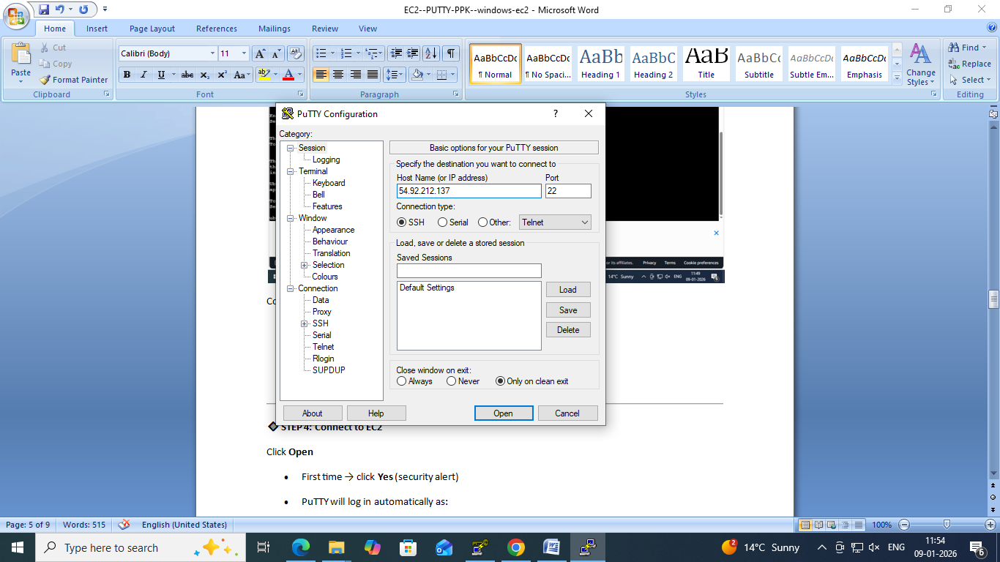 EC2--PUTTY-PPK--windows-ec2 - Microsoft Word
Home Insert Page Layout References Mailings Review View
Paste
Cut
Copy
Format Painter
Clipboard
Calibri (Body) 11
B I U abc x₂ x² Aa
Font
Paragraph
AaBbCcDc AaBbCcDc AaBbC AaBbC AaB AaBbCc AaBbCcDc AaBbCcDc
¶ Normal ¶ No Spaci... Heading 1 Heading 2 Title Subtitle Subtle Em... Emphasis
Change Styles
Styles
Find
Replace
Select
Editing
PuTTY Configuration
? ×
Category:
Session
Logging
Terminal
Keyboard
Bell
Features
Window
Appearance
Behaviour
Translation
Selection
Colours
Connection
Data
Proxy
SSH
Serial
Telnet
Rlogin
SUPDUP
Basic options for your PuTTY session
Specify the destination you want to connect to
Host Name (or IP address) Port
54.92.212.137 22
Connection type:
SSH Serial Other: Telnet
Load, save or delete a stored session
Saved Sessions
Default Settings
Load
Save
Delete
Close window on exit:
Always Never Only on clean exit
About Help Open Cancel
or its affiliates. Privacy Terms Cookie preferences
14°C Sunny ENG 11:49
09-01-2026
STEP 4: Connect to EC2
Click Open
• First time → click Yes (security alert)
• PuTTY will log in automatically as:
Page: 5 of 9 Words: 515 English (United States) 100%
Type here to search
14°C Sunny ENG 11:54
09-01-2026
6